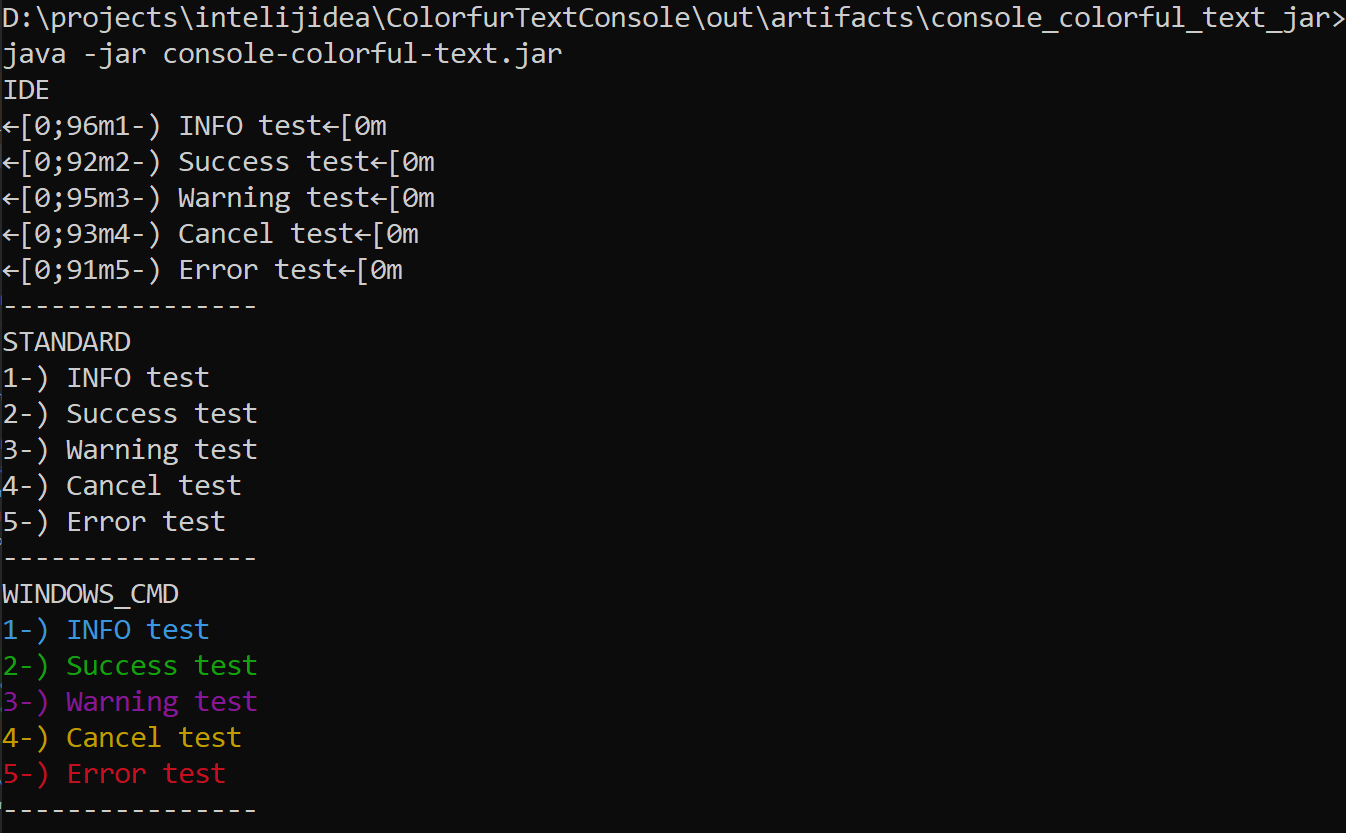 D:\projects\intelijidea\ColorfurTextConsole\out\artifacts\console_colorful_text_jar>
java -jar console-colorful-text.jar
IDE
←[0;96m1-) INFO test←[0m
←[0;92m2-) Success test←[0m
←[0;95m3-) Warning test←[0m
←[0;93m4-) Cancel test←[0m
←[0;91m5-) Error test←[0m
----------------
STANDARD
1-) INFO test
2-) Success test
3-) Warning test
4-) Cancel test
5-) Error test
----------------
WINDOWS_CMD
1-) INFO test
2-) Success test
3-) Warning test
4-) Cancel test
5-) Error test
----------------